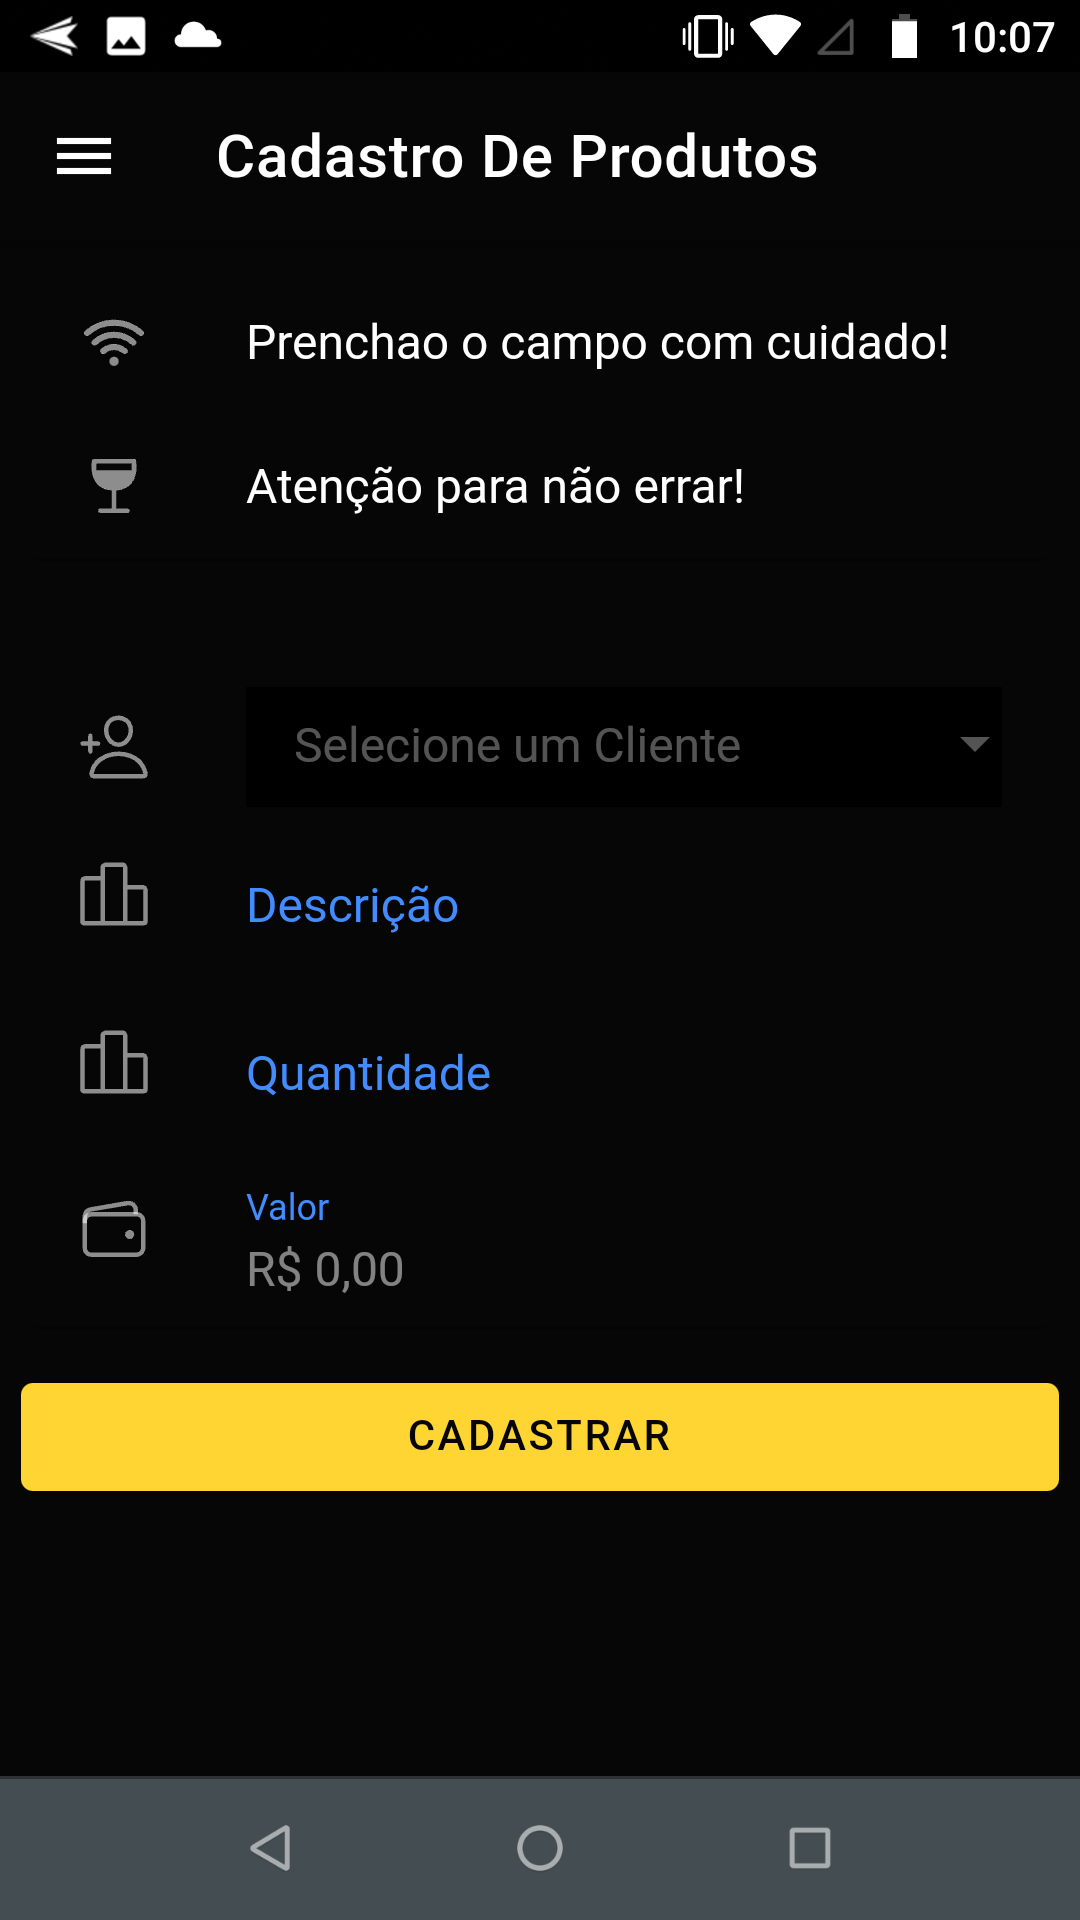 10:07
Cadastro De Produtos
Prenchao o campo com cuidado!
Atenção para não errar!
Selecione um Cliente
Descrição
Quantidade
Valor
R$ 0,00
CADASTRAR